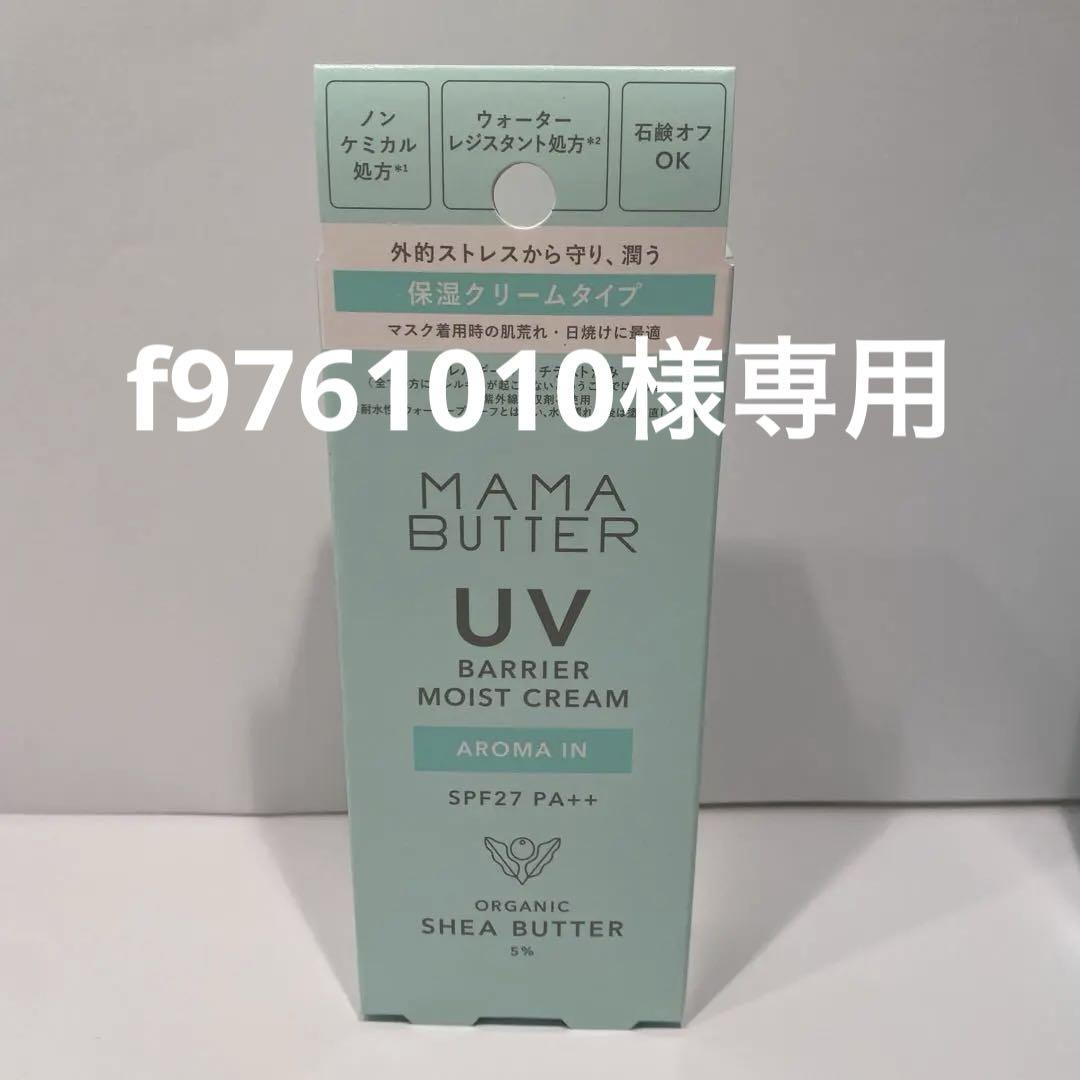 ノン
ケミカル
処方*1
ウォーター
レジスタント処方*2
石鹸オフ
OK
外的ストレスから守り、潤う
保湿クリームタイプ
マスク着用時の肌荒れ・日焼けに最適
f9761010様専用
MAMA
BUTTER
UV
BARRIER
MOIST CREAM
AROMA IN
SPF27 PA++
ORGANIC
SHEA BUTTER
5%